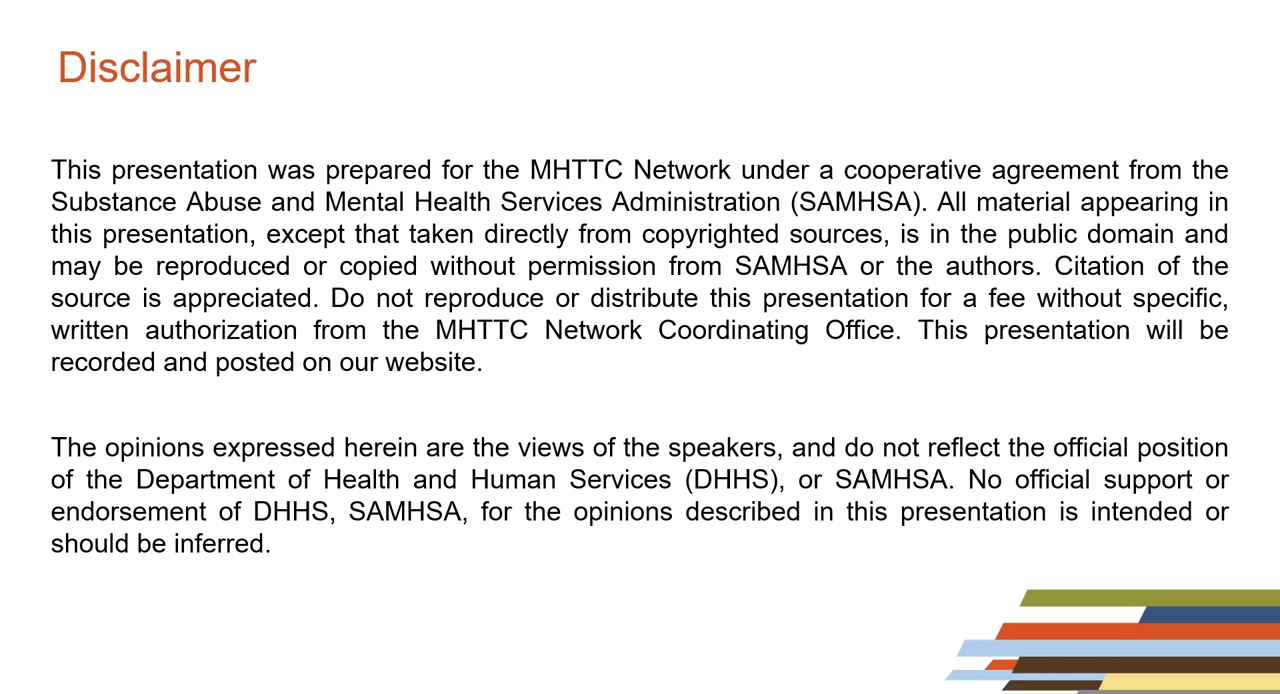 Disclaimer
This presentation was prepared for the MHTTC Network under a cooperative agreement from the
Substance Abuse and Mental Health Services Administration (SAMHSA). All material appearing in
this presentation, except that taken directly from copyrighted sources, is in the public domain and
may be reproduced or copied without permission from SAMHSA or the authors. Citation of the
source is appreciated. Do not reproduce or distribute this presentation for a fee without specific,
written authorization from the MHTTC Network Coordinating Office. This presentation will be
recorded and posted on our website.
The opinions expressed herein are the views of the speakers, and do not reflect the official position
of the Department of Health and Human Services (DHHS), or SAMHSA. No official support or
endorsement of DHHS, SAMHSA, for the opinions described in this presentation is intended or
should be inferred.